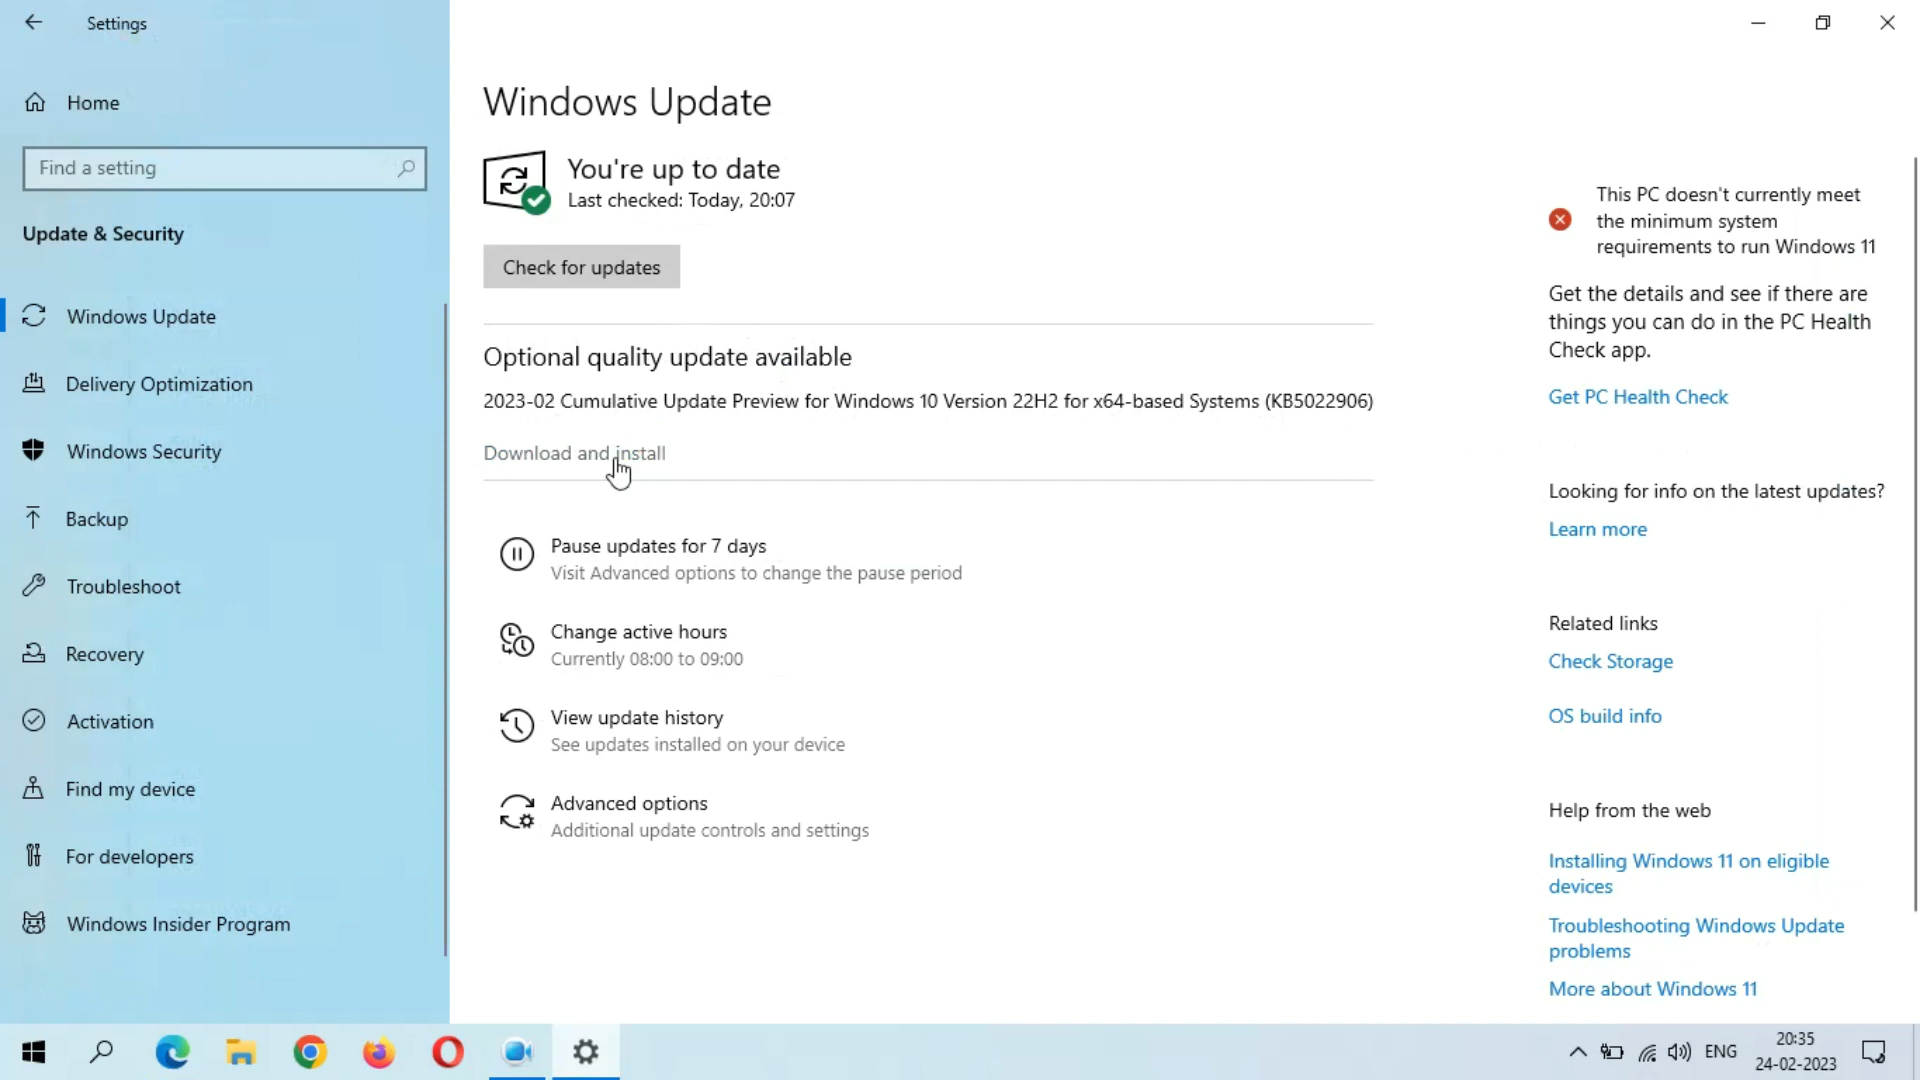 Settings
Home
Find a setting
Update & Security
Windows Update
Delivery Optimization
Windows Security
Backup
Troubleshoot
Recovery
Activation
Find my device
For developers
Windows Insider Program
Windows Update
You're up to date
Last checked: Today, 20:07
Check for updates
Optional quality update available
2023-02 Cumulative Update Preview for Windows 10 Version 22H2 for x64-based Systems (KB5022906)
Download and install
Pause updates for 7 days
Visit Advanced options to change the pause period
Change active hours
Currently 08:00 to 09:00
View update history
See updates installed on your device
Advanced options
Additional update controls and settings
This PC doesn't currently meet
the minimum system
requirements to run Windows 11
Get the details and see if there are
things you can do in the PC Health
Check app.
Get PC Health Check
Looking for info on the latest updates?
Learn more
Related links
Check Storage
OS build info
Help from the web
Installing Windows 11 on eligible
devices
Troubleshooting Windows Update
problems
More about Windows 11
ENG
20:35
24-02-2023